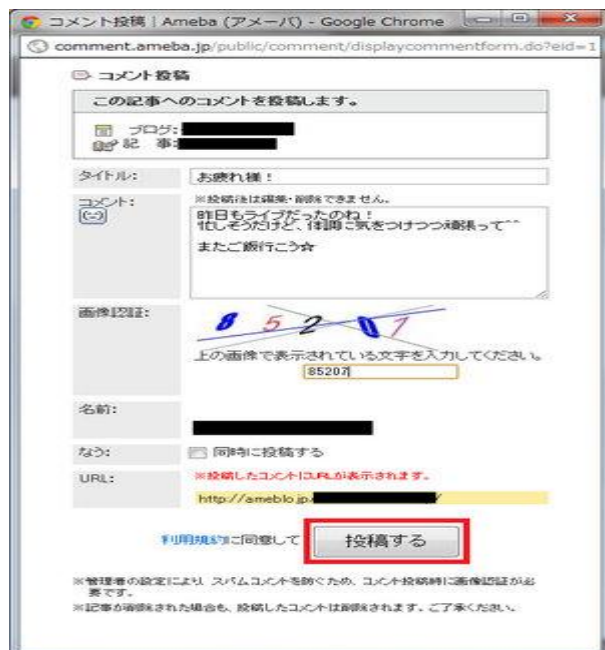 コメント投稿 | Ameba (アメーバ) - Google Chrome
comment.ameba.jp/public/comment/displaycommentform.do?eid=1
コメント投稿
この記事へのコメントを投稿します。
ブログ:
記 事:
タイトル: お疲れ様!
コメント: ※投稿後は編集・削除できません。
昨日もライブだったのね!
忙しそうだけど、体調に気をつけつつ頑張って^^
またご飯行こう☆
画像認証: 8 5 2 0 7
上の画像で表示されている文字を入力してください。
85207
名前:
なう: 同時に投稿する
URL: ※投稿したコメントにURLが表示されます。
http://ameblo.jp
利用規約に同意して 投稿する
※管理者の設定により、スパムコメントを防ぐため、コメント投稿時に画像認証が必
要です。
※記事が削除された場合も、投稿したコメントは削除されます。ご了承ください。